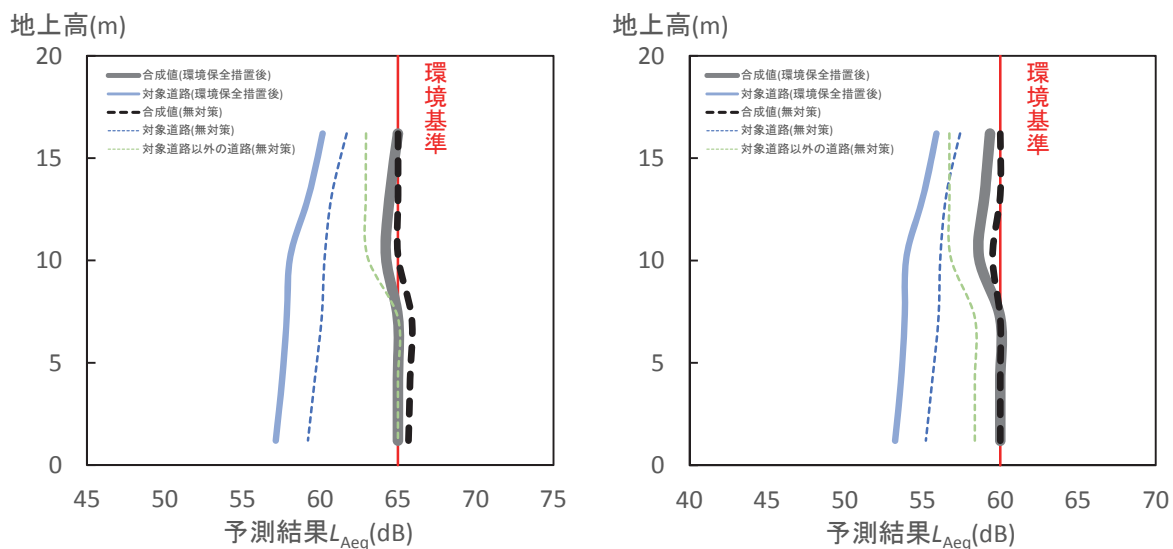 地上高(m)
20
15
10
5
0
合成値(環境保全措置後)
対象道路(環境保全措置後)
合成値(無対策)
対象道路(無対策)
対象道路以外の道路(無対策)
環境基準
45 50 55 60 65 70 75
予測結果LAeq(dB)
地上高(m)
20
15
10
5
0
合成値(環境保全措置後)
対象道路(環境保全措置後)
合成値(無対策)
対象道路(無対策)
対象道路以外の道路(無対策)
環境基準
40 45 50 55 60 65 70
予測結果LAeq(dB)